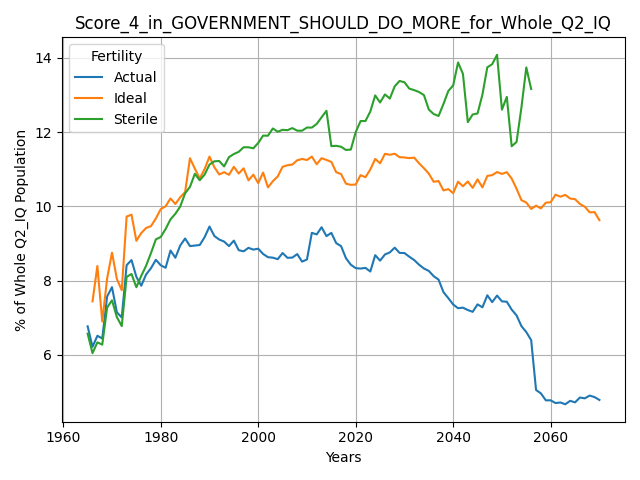 Score_4_in_GOVERNMENT_SHOULD_DO_MORE_for_Whole_Q2_IQ
Fertility
Actual
Ideal
Sterile
% of Whole Q2_IQ Population
14
12
10
8
6
1960
1980
2000
2020
2040
2060
Years